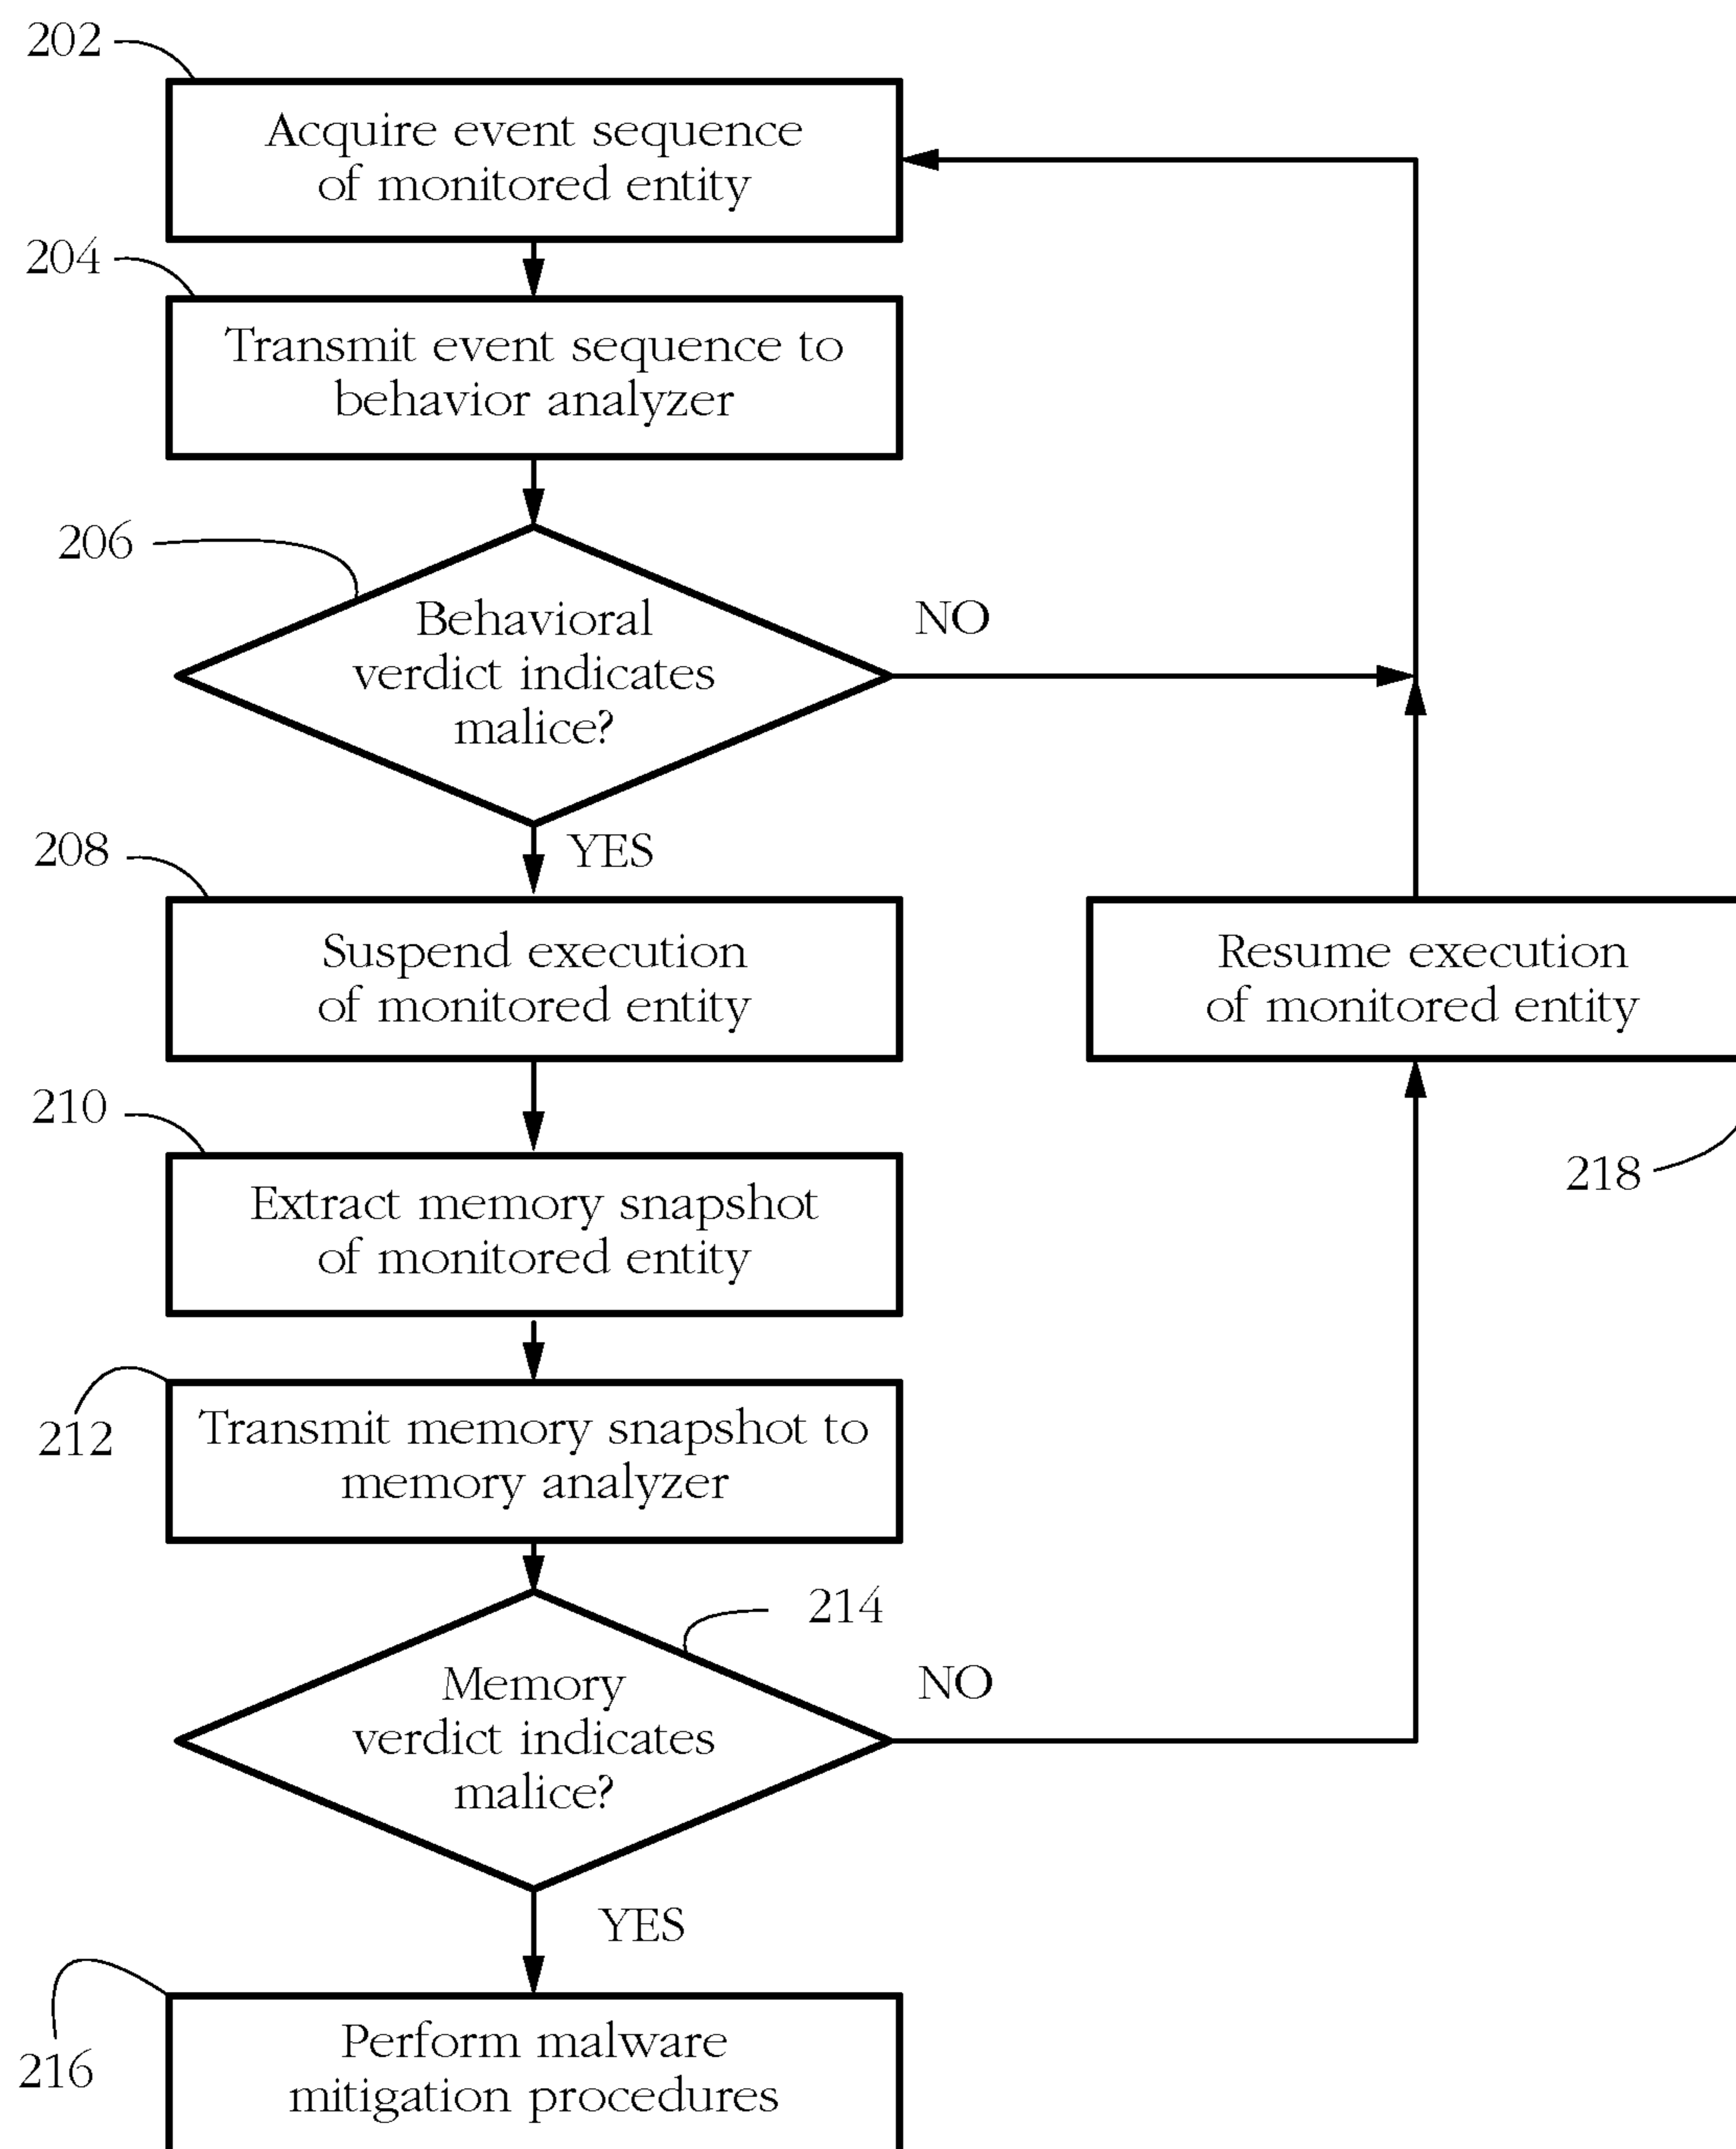 202
Acquire event sequence
of monitored entity
204
Transmit event sequence to
behavior analyzer
206
Behavioral
verdict indicates
malice?
NO
YES
208
Suspend execution
of monitored entity
Resume execution
of monitored entity
218
210
Extract memory snapshot
of monitored entity
212
Transmit memory snapshot to
memory analyzer
214
Memory
verdict indicates
malice?
NO
YES
216
Perform malware
mitigation procedures